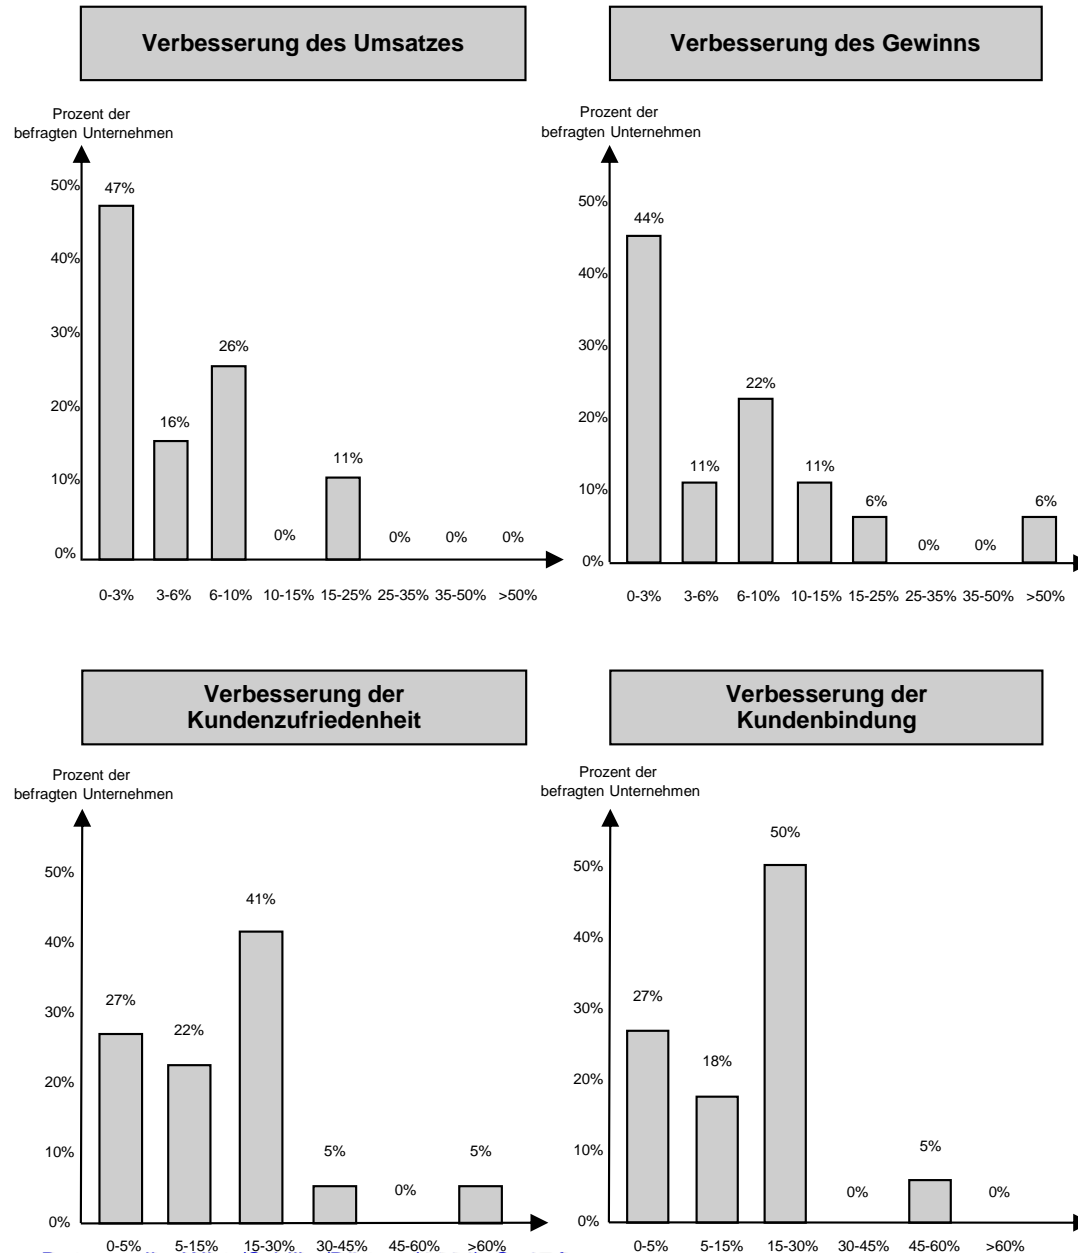 Verbesserung des Umsatzes
Prozent der
befragten Unternehmen
50%
40%
30%
20%
10%
0%
47%
16%
26%
0%
11%
0%
0%
0%
0-3% 3-6% 6-10% 10-15% 15-25% 25-35% 35-50% >50%
Verbesserung des Gewinns
Prozent der
befragten Unternehmen
50%
40%
30%
20%
10%
0%
44%
11%
22%
11%
6%
0%
0%
6%
0-3% 3-6% 6-10% 10-15% 15-25% 25-35% 35-50% >50%
Verbesserung der
Kundenzufriedenheit
Prozent der
befragten Unternehmen
50%
40%
30%
20%
10%
0%
27%
22%
41%
5%
0%
5%
0-5% 5-15% 15-30% 30-45% 45-60% >60%
Verbesserung der
Kundenbindung
Prozent der
befragten Unternehmen
50%
40%
30%
20%
10%
0%
27%
18%
50%
0%
5%
0%
0-5% 5-15% 15-30% 30-45% 45-60% >60%